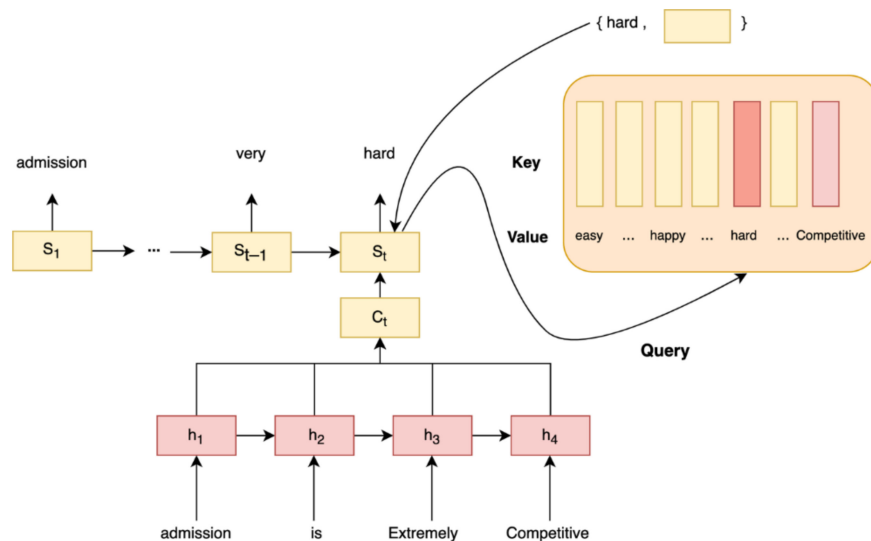 { hard , }
admission
very
hard
Key
S1
...
St–1
St
Value
easy ... happy ... hard ... Competitive
Ct
Query
h1
h2
h3
h4
admission
is
Extremely
Competitive